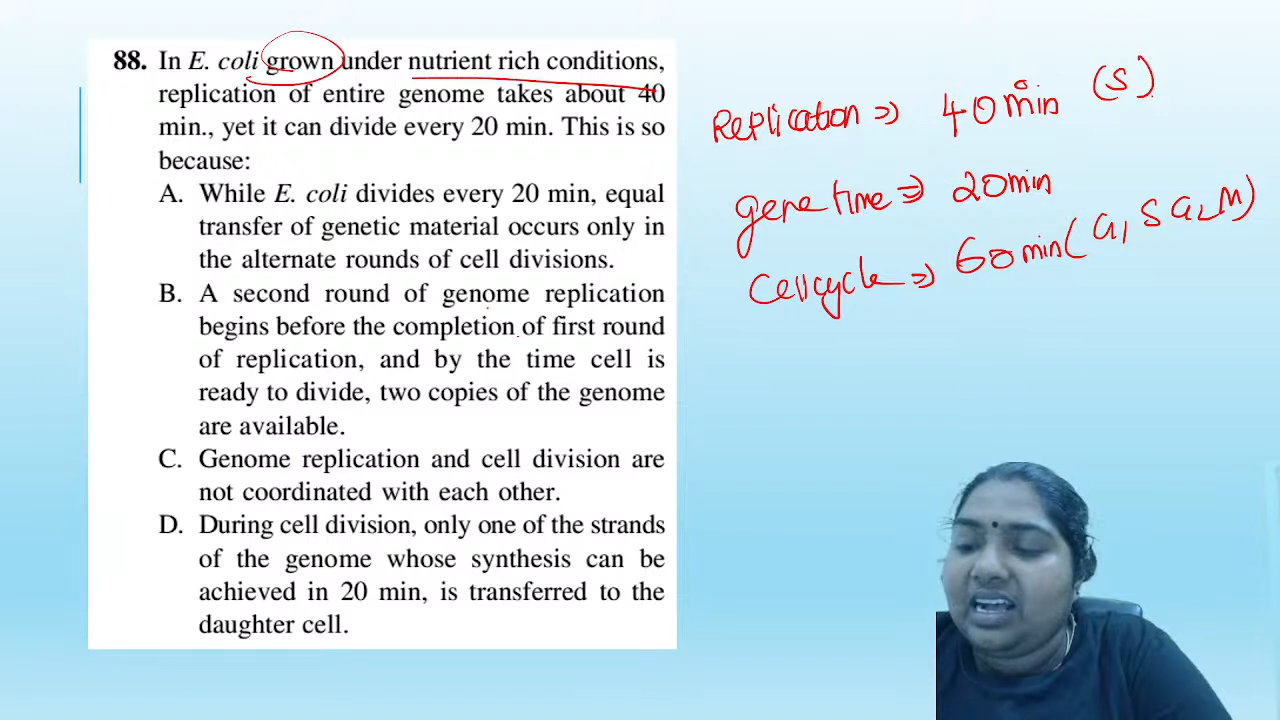 88. In E. coli grown under nutrient rich conditions,
replication of entire genome takes about 40
min., yet it can divide every 20 min. This is so
because:
A. While E. coli divides every 20 min, equal
transfer of genetic material occurs only in
the alternate rounds of cell divisions.
B. A second round of genome replication
begins before the completion of first round
of replication, and by the time cell is
ready to divide, two copies of the genome
are available.
C. Genome replication and cell division are
not coordinated with each other.
D. During cell division, only one of the strands
of the genome whose synthesis can be
achieved in 20 min, is transferred to the
daughter cell.
Replication ⇒ 40 min (S)
gene time ⇒ 20 min
Cell cycle ⇒ 60 min (G1 S G2 M)